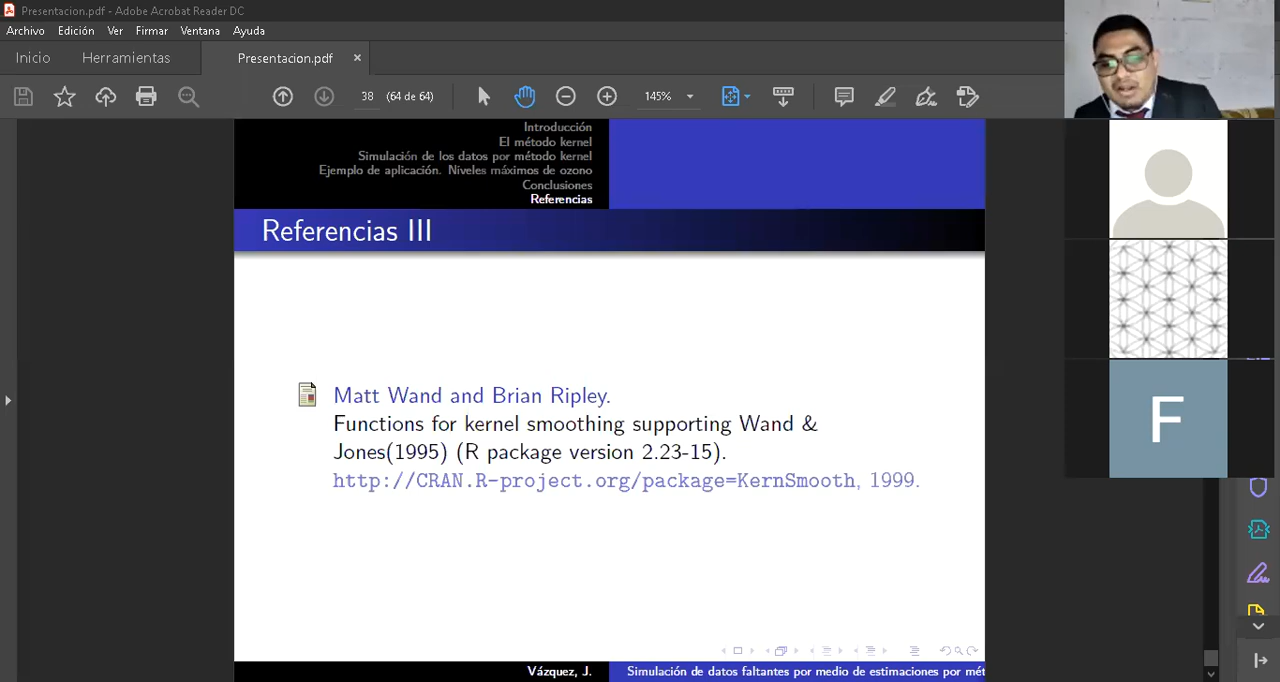 Presentacion.pdf - Adobe Acrobat Reader DC
Archivo Edición Ver Firmar Ventana Ayuda
Inicio Herramientas Presentacion.pdf ×
38 (64 de 64) 145%
Introducción
El método kernel
Simulación de los datos por método kernel
Ejemplo de aplicación. Niveles máximos de ozono
Conclusiones
Referencias
Referencias III
Matt Wand and Brian Ripley.
Functions for kernel smoothing supporting Wand &
Jones(1995) (R package version 2.23-15).
http://CRAN.R-project.org/package=KernSmooth, 1999.
F
Vázquez, J. Simulación de datos faltantes por medio de estimaciones por mét